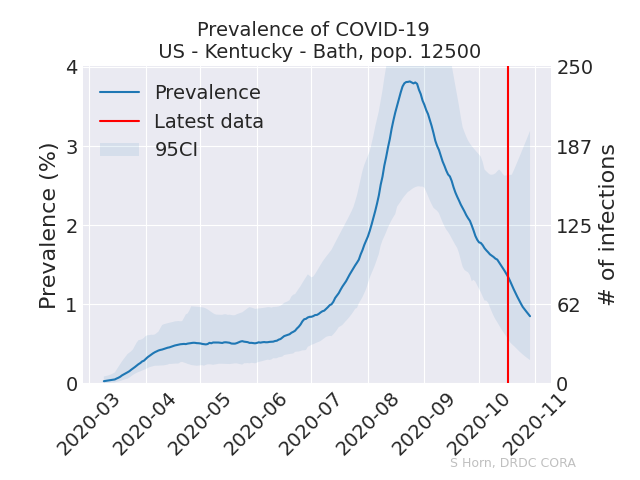 Prevalence of COVID-19
US - Kentucky - Bath, pop. 12500
Prevalence
Latest data
95CI
Prevalence (%)
4
3
2
1
0
# of infections
250
187
125
62
0
2020-03
2020-04
2020-05
2020-06
2020-07
2020-08
2020-09
2020-10
2020-11
S Horn, DRDC CORA